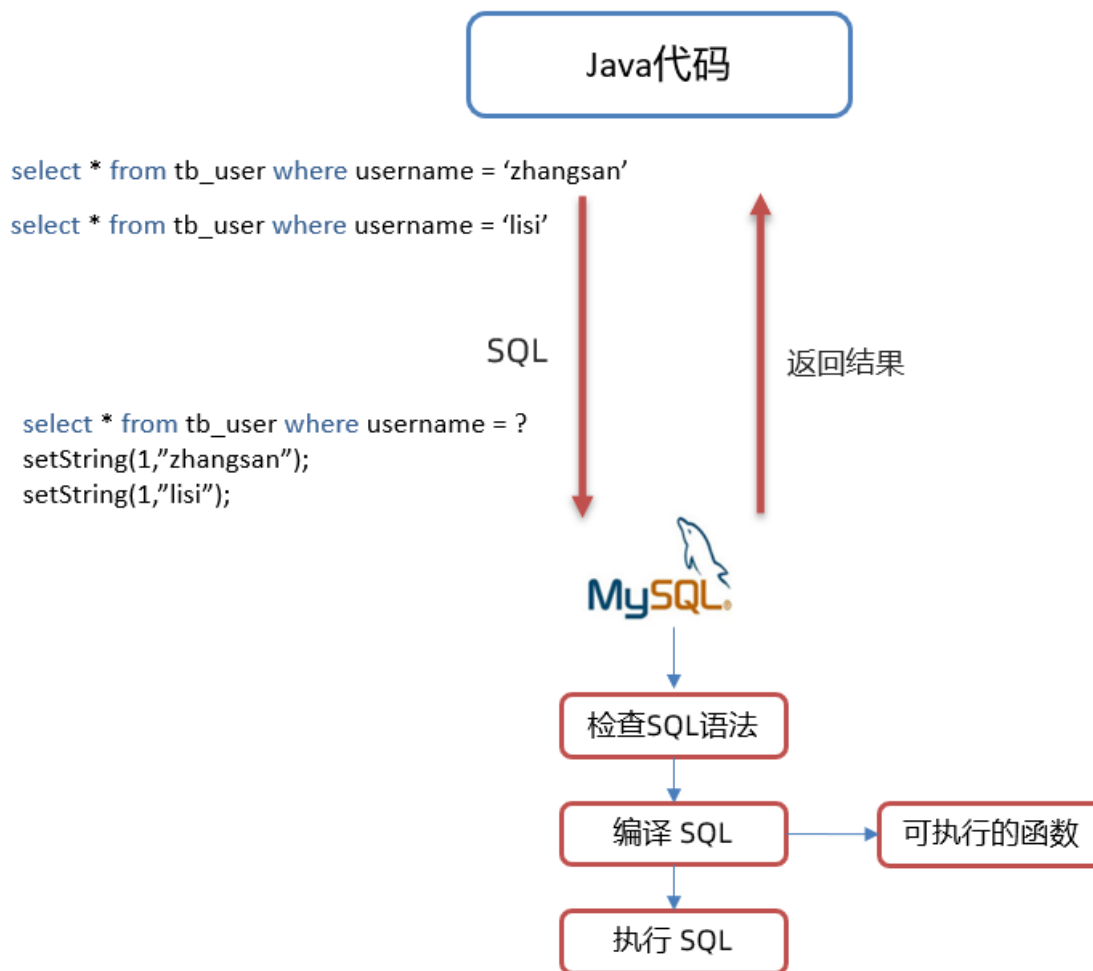 Java代码
select * from tb_user where username = ‘zhangsan’
select * from tb_user where username = ‘lisi’
SQL
返回结果
select * from tb_user where username = ?
setString(1,”zhangsan”);
setString(1,”lisi”);
MySQL®
检查SQL语法
编译 SQL
可执行的函数
执行 SQL